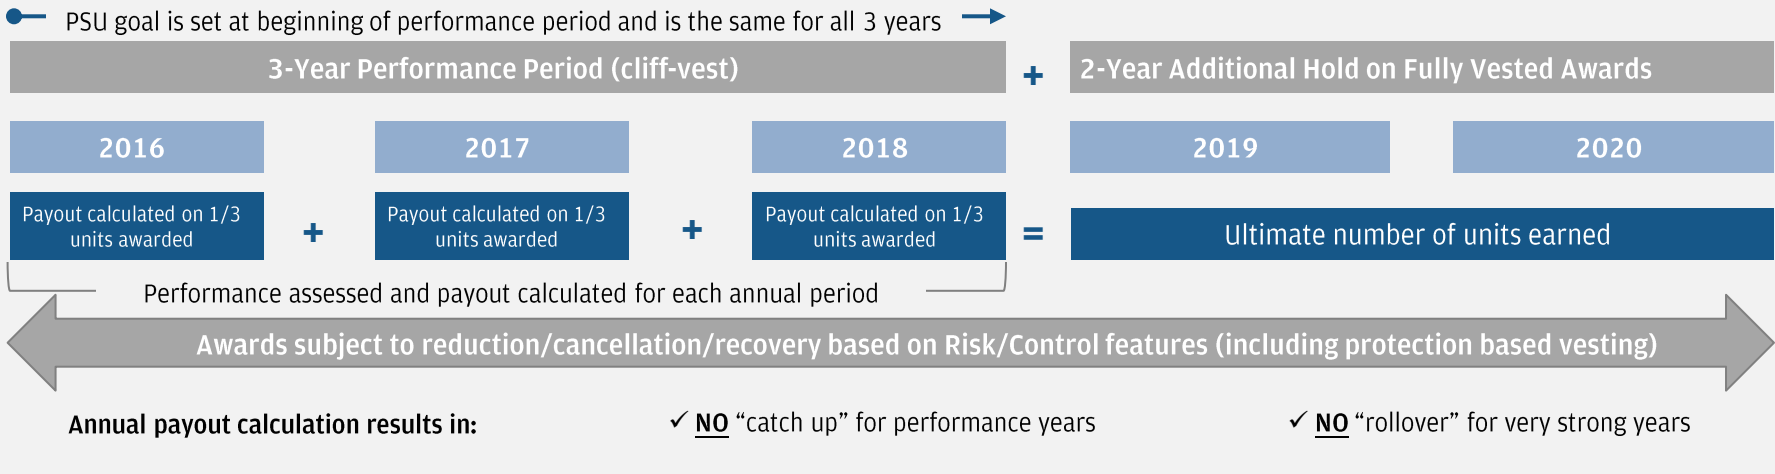 PSU goal is set at beginning of performance period and is the same for all 3 years
3-Year Performance Period (cliff-vest)
+
2-Year Additional Hold on Fully Vested Awards
2016
2017
2018
2019
2020
Payout calculated on 1/3
units awarded
+
Payout calculated on 1/3
units awarded
+
Payout calculated on 1/3
units awarded
=
Ultimate number of units earned
Performance assessed and payout calculated for each annual period
Awards subject to reduction/cancellation/recovery based on Risk/Control features (including protection based vesting)
Annual payout calculation results in:
✓ NO “catch up” for performance years
✓ NO “rollover” for very strong years